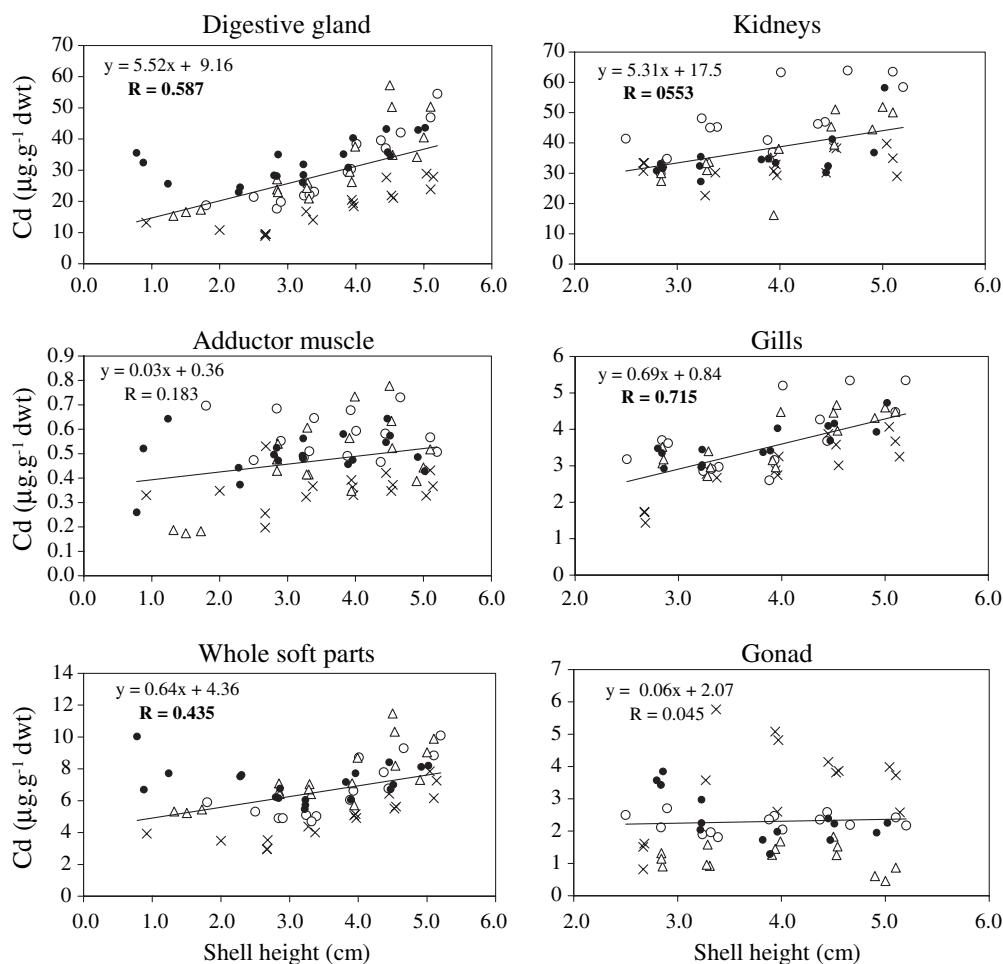 Digestive gland
Kidneys
y = 5.52x + 9.16
R = 0.587
y = 5.31x + 17.5
R = 0553
Cd (µg.g⁻¹ dwt)
70
60
50
40
30
20
10
0
0.0 1.0 2.0 3.0 4.0 5.0 6.0
70
60
50
40
30
20
10
0
2.0 3.0 4.0 5.0 6.0
Adductor muscle
Gills
y = 0.03x + 0.36
R = 0.183
y = 0.69x + 0.84
R = 0.715
Cd (µg.g⁻¹ dwt)
0.9
0.8
0.7
0.6
0.5
0.4
0.3
0.2
0.1
0.0
0.0 1.0 2.0 3.0 4.0 5.0 6.0
6
5
4
3
2
1
0
2.0 3.0 4.0 5.0 6.0
Whole soft parts
Gonad
y = 0.64x + 4.36
R = 0.435
y = 0.06x + 2.07
R = 0.045
Cd (µg.g⁻¹ dwt)
14
12
10
8
6
4
2
0
0.0 1.0 2.0 3.0 4.0 5.0 6.0
Shell height (cm)
7
6
5
4
3
2
1
0
2.0 3.0 4.0 5.0 6.0
Shell height (cm)